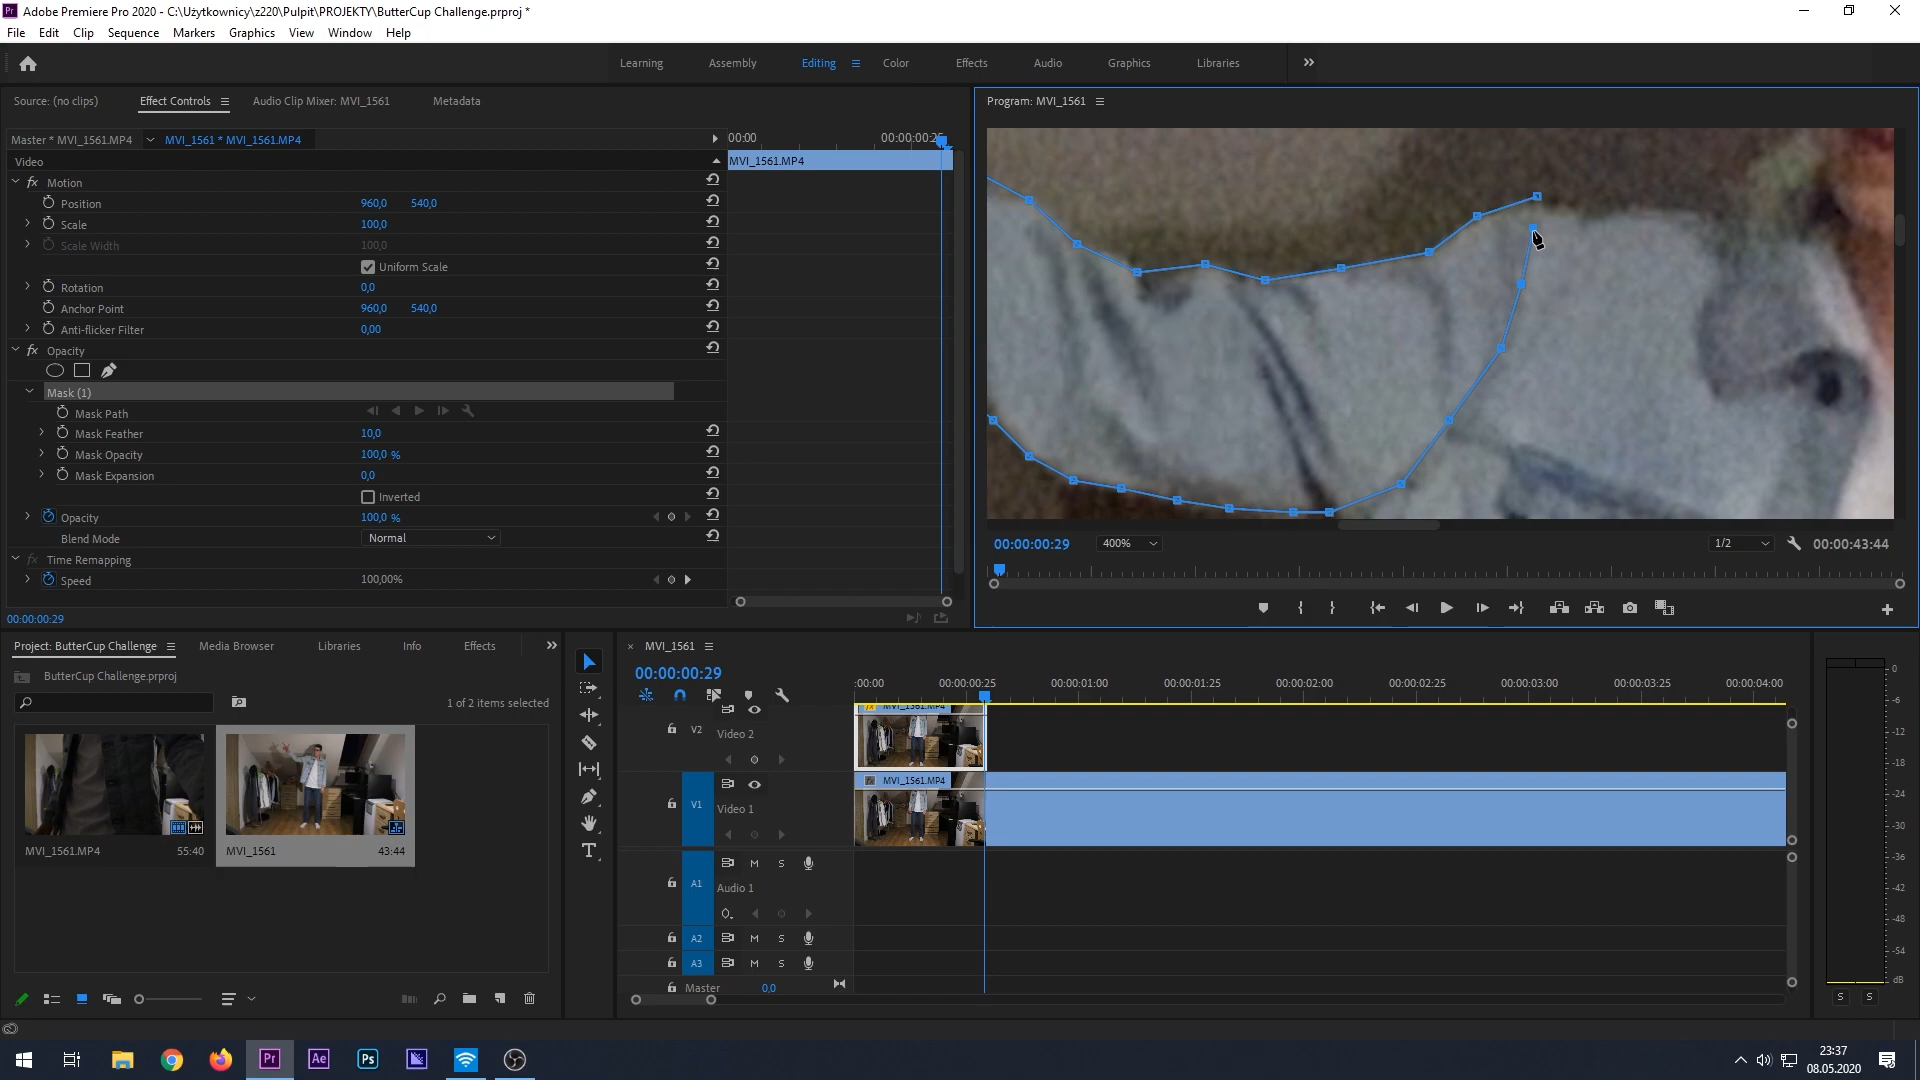 Adobe Premiere Pro 2020 - C:\Użytkownicy\z220\Pulpit\PROJEKTY\ButterCup Challenge.prproj *
File Edit Clip Sequence Markers Graphics View Window Help
Learning Assembly Editing Color Effects Audio Graphics Libraries
Source: (no clips) Effect Controls Audio Clip Mixer: MVI_1561 Metadata
Master * MVI_1561.MP4 MVI_1561 * MVI_1561.MP4
00:00 00:00:00:25
Video
MVI_1561.MP4
fx Motion
Position 960,0 540,0
Scale 100,0
Scale Width 100,0
Uniform Scale
Rotation 0,0
Anchor Point 960,0 540,0
Anti-flicker Filter 0,00
fx Opacity
Mask (1)
Mask Path
Mask Feather 10,0
Mask Opacity 100,0 %
Mask Expansion 0,0
Inverted
Opacity 100,0 %
Blend Mode Normal
fx Time Remapping
Speed 100,00%
00:00:00:29
Program: MVI_1561
00:00:00:29 400% 1/2 00:00:43:44
Project: ButterCup Challenge Media Browser Libraries Info Effects
ButterCup Challenge.prproj
1 of 2 items selected
MVI_1561.MP4 55:40
MVI_1561 43:44
MVI_1561
00:00:00:29
:00:00 00:00:00:25 00:00:01:00 00:00:01:25 00:00:02:00 00:00:02:25 00:00:03:00 00:00:03:25 00:00:04:00
V2 Video 2
MVI_1561.MP4
V1 Video 1
MVI_1561.MP4
A1 M S
Audio 1
A2 M S
A3 M S
Master 0,0
0
-6
-12
-18
-24
-30
-36
-42
-48
-54
dB
S S
Pr Ae Ps
23:37
08.05.2020